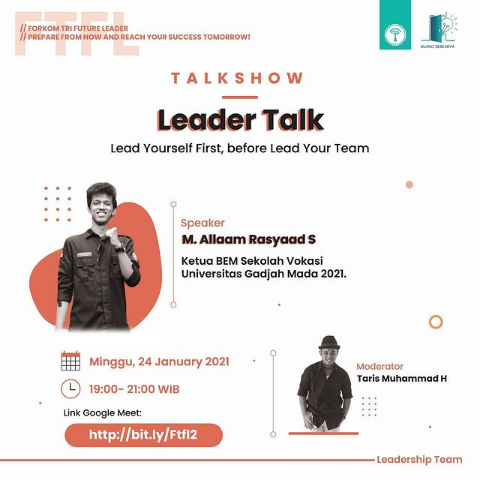 FTFL
//FORKOM TRI FUTURE LEADER
//PREPARE FROM NOW AND REACH YOUR SUCCESS TOMORROW!
RUANG BERKARYA
TALKSHOW
Leader Talk
Lead Yourself First, before Lead Your Team
Speaker
M. Allaam Rasyaad S
Ketua BEM Sekolah Vokasi
Universitas Gadjah Mada 2021.
Minggu, 24 January 2021
19:00- 21:00 WIB
Link Google Meet:
http://bit.ly/Ftfl2
Moderator
Taris Muhammad H
Leadership Team